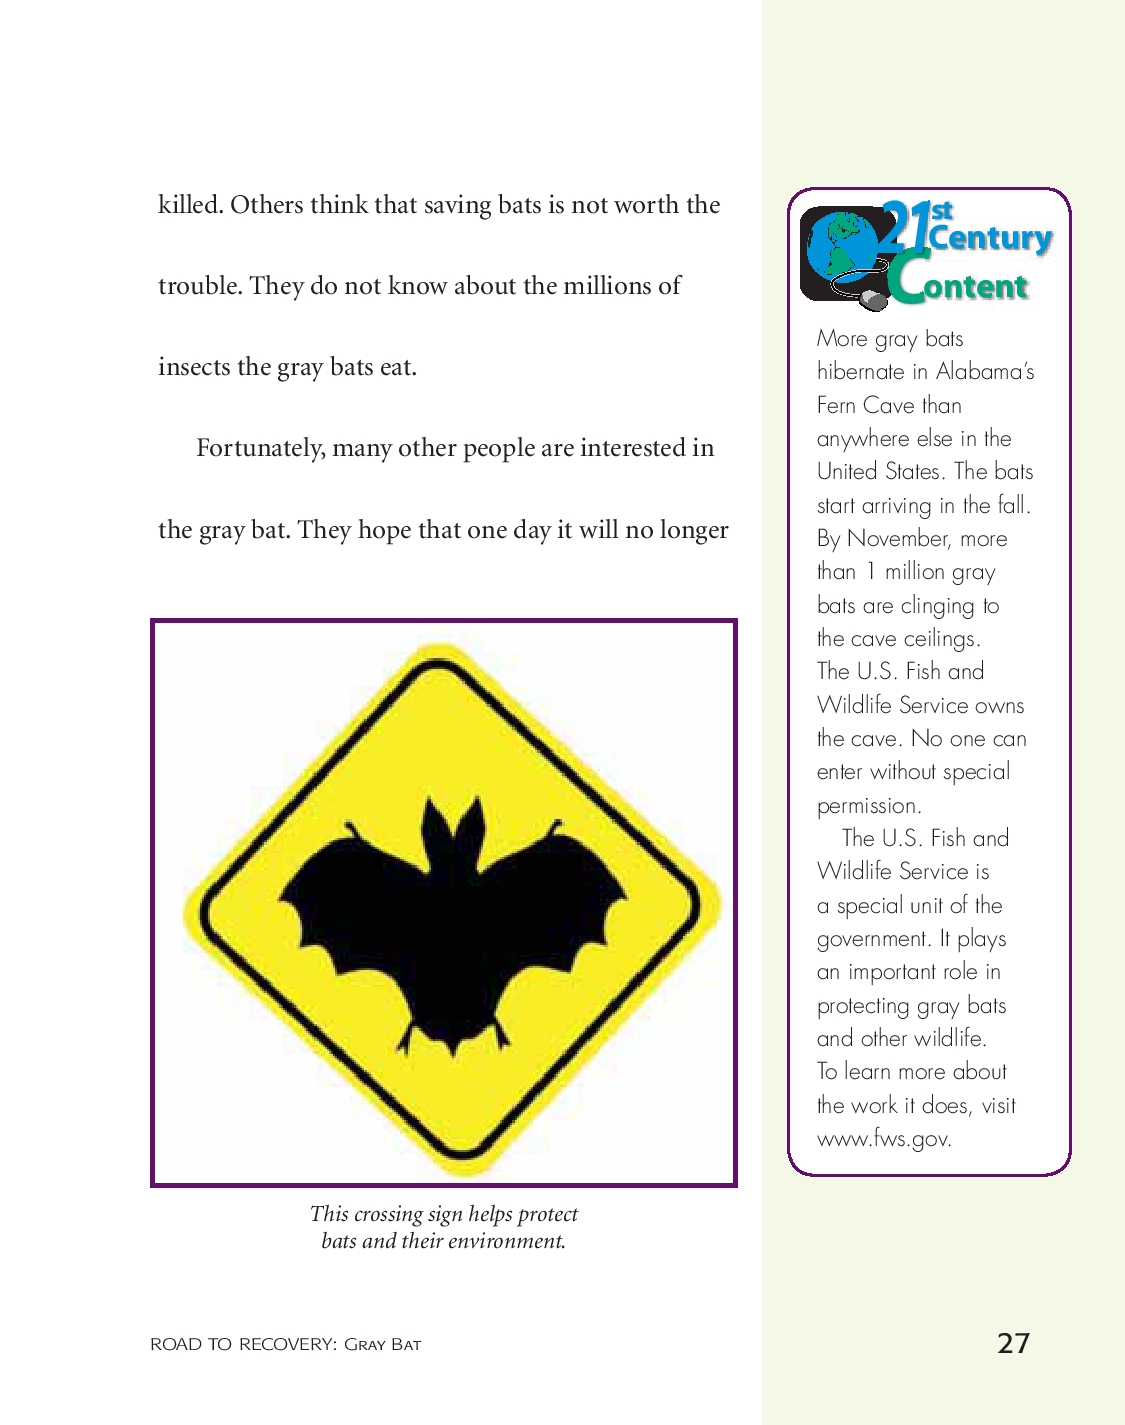 killed. Others think that saving bats is not worth the
trouble. They do not know about the millions of
insects the gray bats eat.
Fortunately, many other people are interested in
the gray bat. They hope that one day it will no longer
This crossing sign helps protect
bats and their environment.
21st
Century
Content
More gray bats
hibernate in Alabama’s
Fern Cave than
anywhere else in the
United States. The bats
start arriving in the fall.
By November, more
than 1 million gray
bats are clinging to
the cave ceilings.
The U.S. Fish and
Wildlife Service owns
the cave. No one can
enter without special
permission.
The U.S. Fish and
Wildlife Service is
a special unit of the
government. It plays
an important role in
protecting gray bats
and other wildlife.
To learn more about
the work it does, visit
www.fws.gov.
ROAD TO RECOVERY: GRAY BAT
27